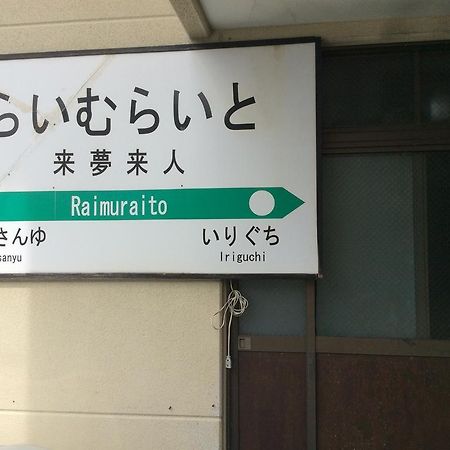 らいむらいと
来夢来人
Raimuraito
さんゆ いりぐち
sanyu Iriguchi